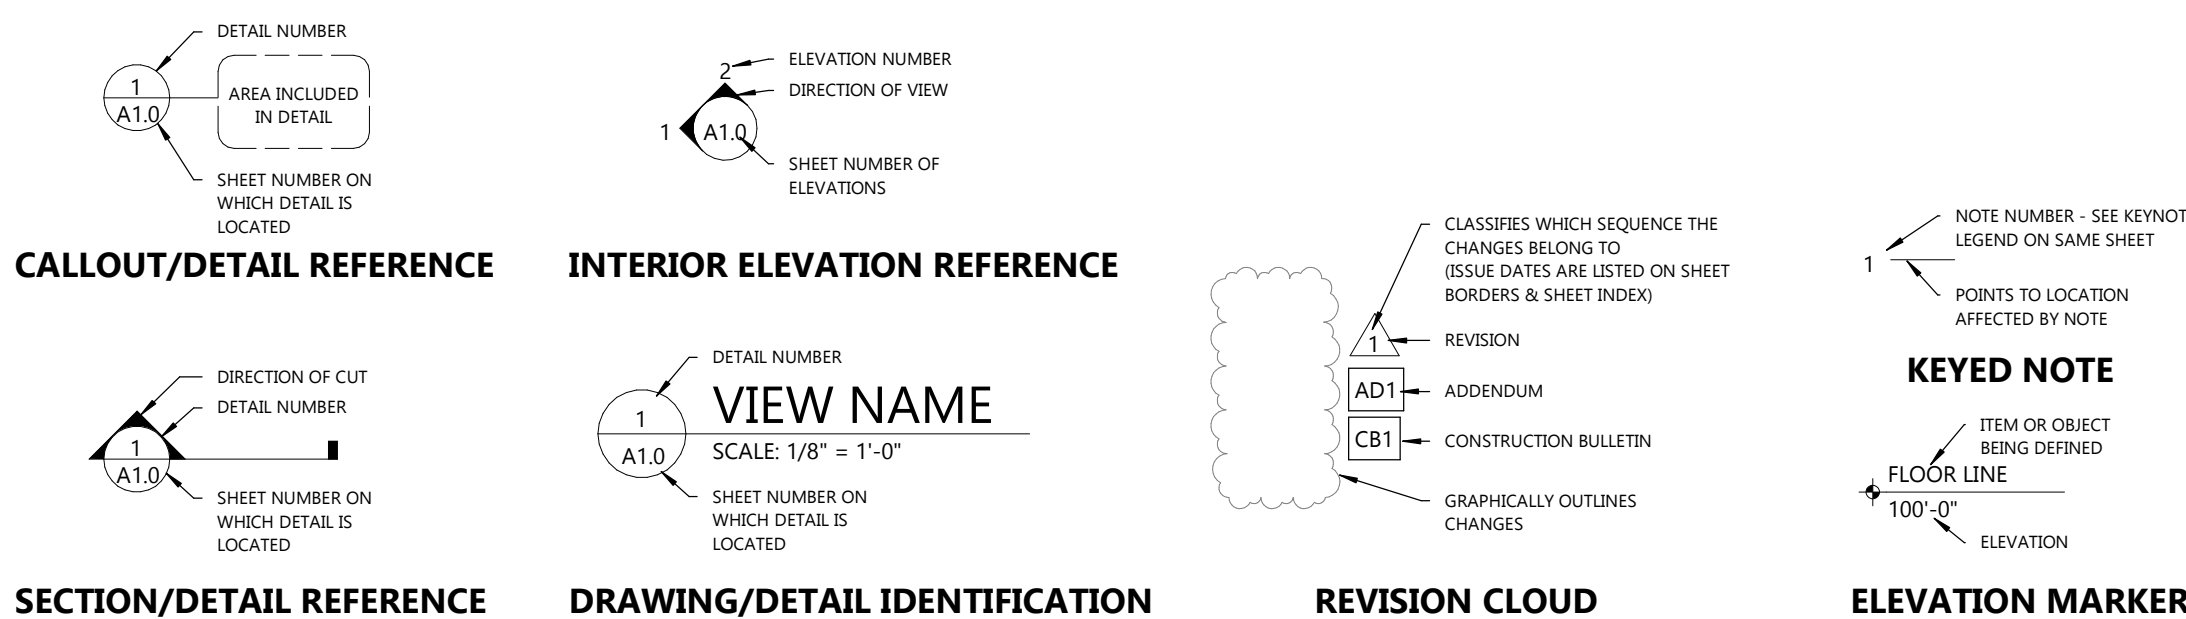 DETAIL NUMBER
1
A1.0
AREA INCLUDED
IN DETAIL
SHEET NUMBER ON
WHICH DETAIL IS
LOCATED
CALLOUT/DETAIL REFERENCE
2
ELEVATION NUMBER
DIRECTION OF VIEW
1
A1.0
SHEET NUMBER OF
ELEVATIONS
INTERIOR ELEVATION REFERENCE
DIRECTION OF CUT
DETAIL NUMBER
1
A1.0
SHEET NUMBER ON
WHICH DETAIL IS
LOCATED
SECTION/DETAIL REFERENCE
DETAIL NUMBER
1
A1.0
VIEW NAME
SCALE: 1/8" = 1'-0"
SHEET NUMBER ON
WHICH DETAIL IS
LOCATED
DRAWING/DETAIL IDENTIFICATION
CLASSIFIES WHICH SEQUENCE THE
CHANGES BELONG TO
(ISSUE DATES ARE LISTED ON SHEET
BORDERS & SHEET INDEX)
1
REVISION
AD1
ADDENDUM
CB1
CONSTRUCTION BULLETIN
GRAPHICALLY OUTLINES
CHANGES
REVISION CLOUD
NOTE NUMBER - SEE KEYNOT
LEGEND ON SAME SHEET
1
POINTS TO LOCATION
AFFECTED BY NOTE
KEYED NOTE
ITEM OR OBJECT
BEING DEFINED
FLOOR LINE
100'-0"
ELEVATION
ELEVATION MARKER